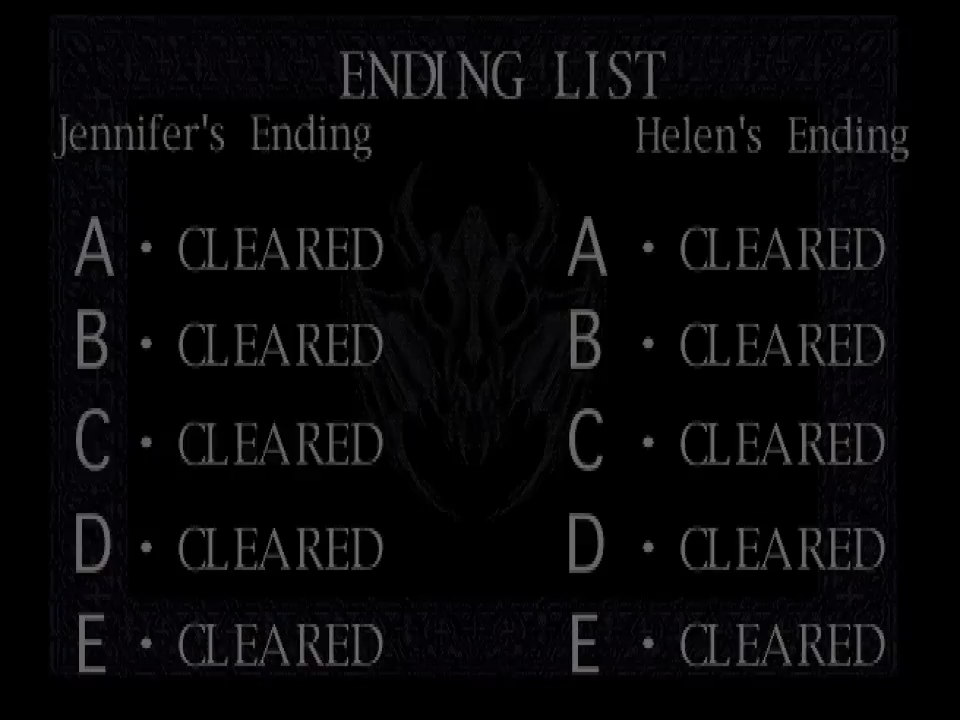 ENDING LIST
Jennifer's Ending Helen's Ending
A · CLEARED A · CLEARED
B · CLEARED B · CLEARED
C · CLEARED C · CLEARED
D · CLEARED D · CLEARED
E · CLEARED E · CLEARED